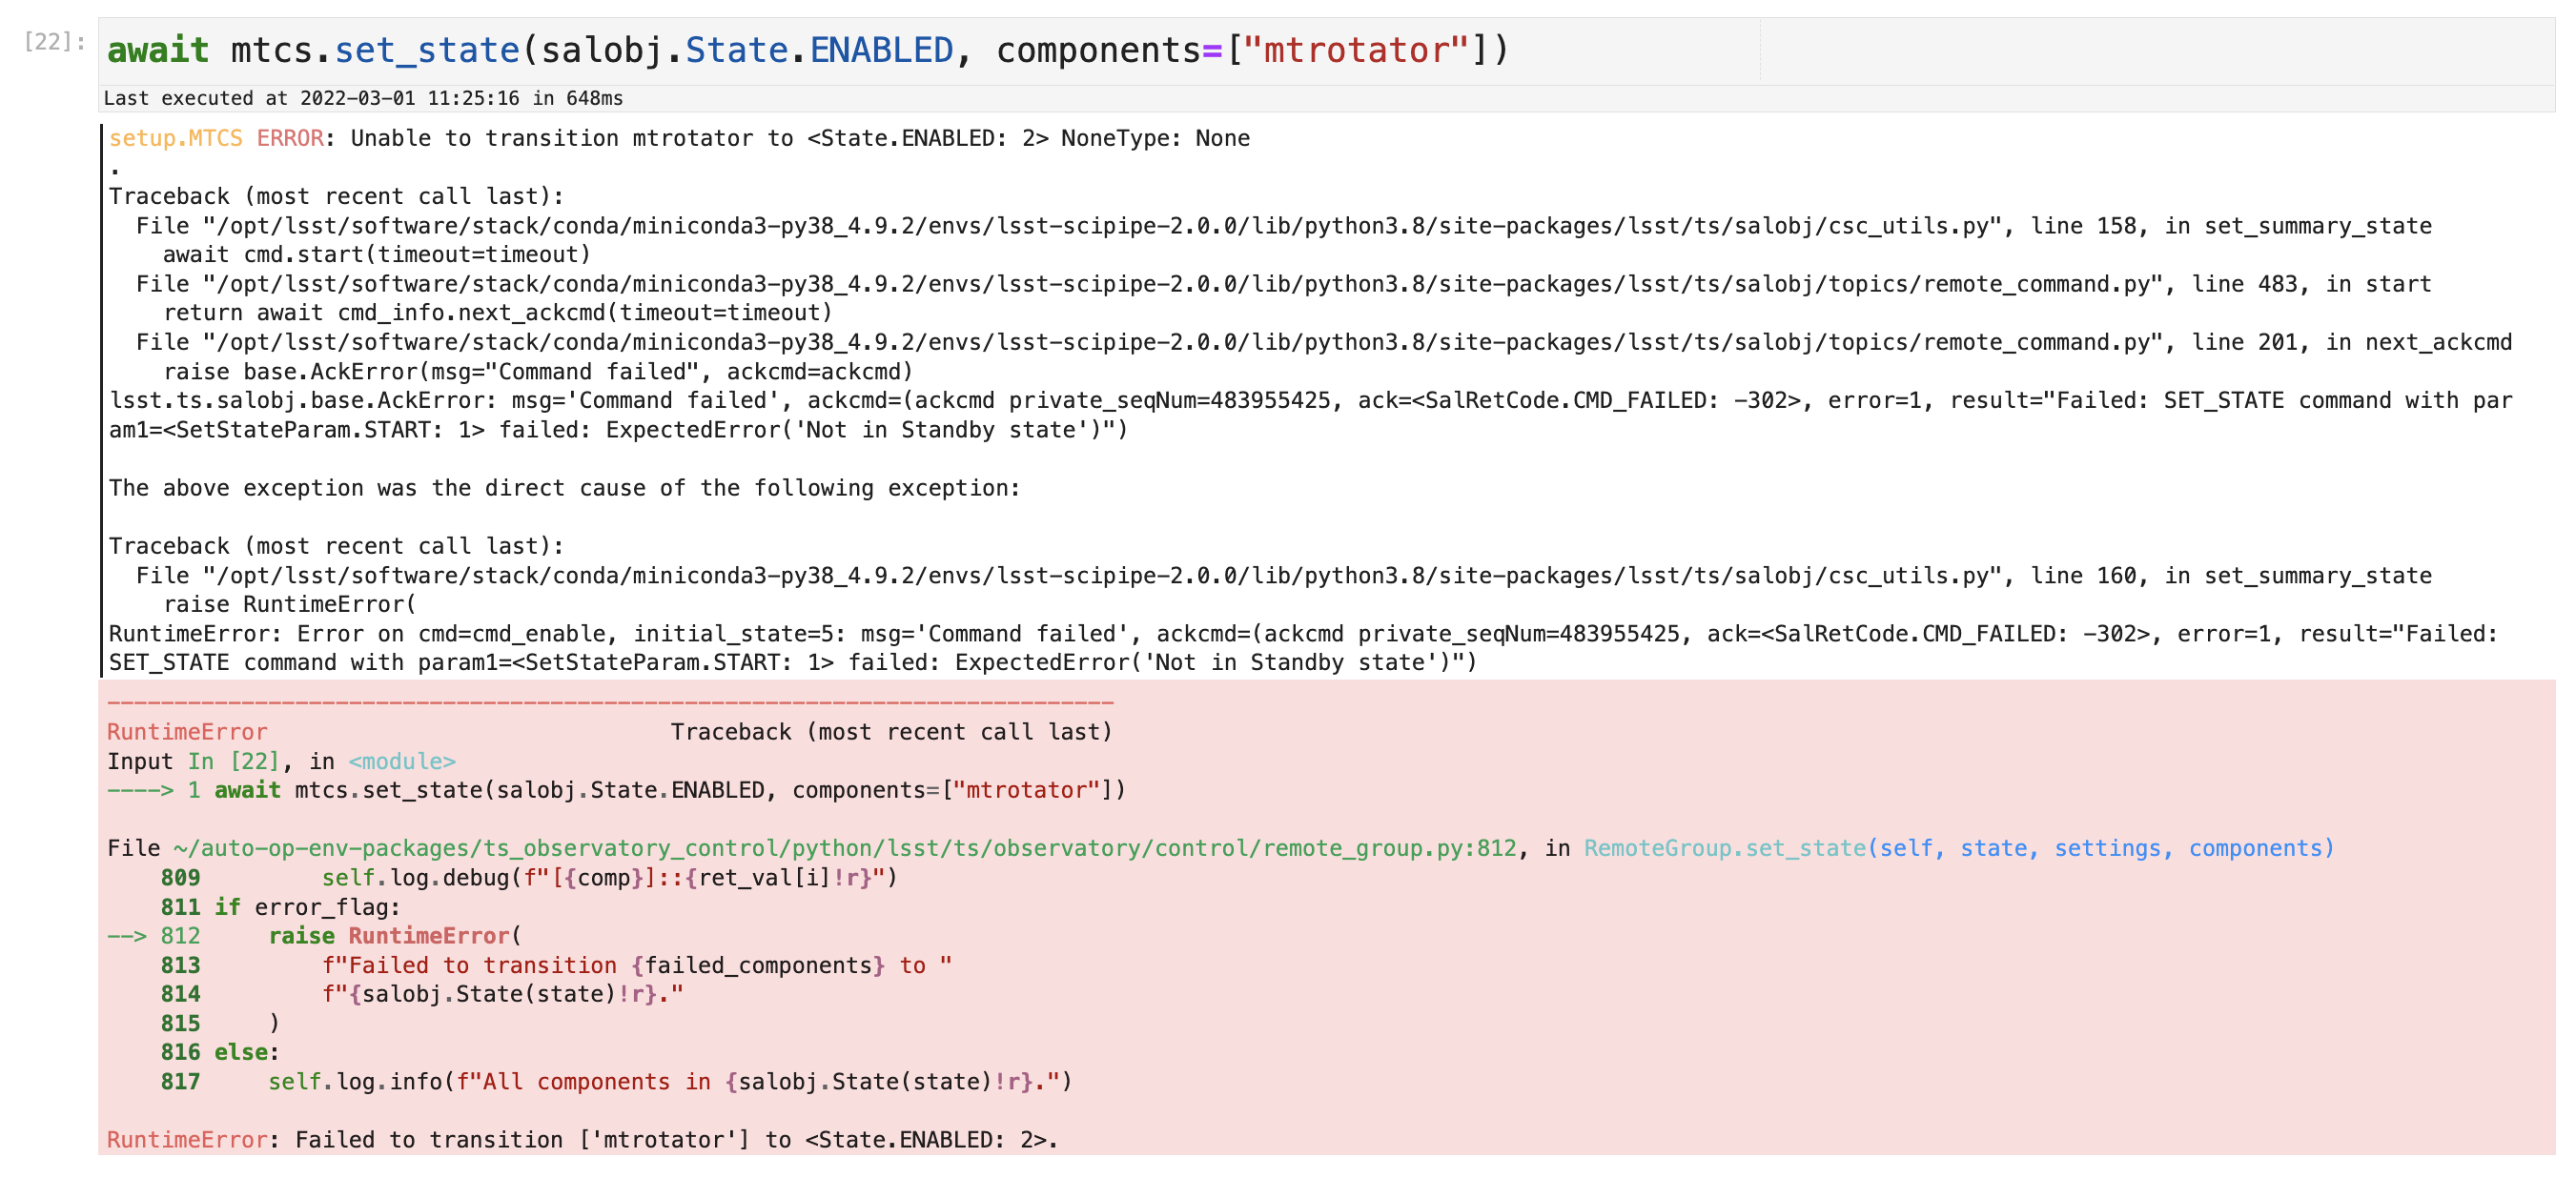 [22]: await mtcs.set_state(salobj.State.ENABLED, components=["mtrotator"])
Last executed at 2022-03-01 11:25:16 in 648ms
setup.MTCS ERROR: Unable to transition mtrotator to <State.ENABLED: 2> NoneType: None
.
Traceback (most recent call last):
  File "/opt/lsst/software/stack/conda/miniconda3-py38_4.9.2/envs/lsst-scipipe-2.0.0/lib/python3.8/site-packages/lsst/ts/salobj/csc_utils.py", line 158, in set_summary_state
    await cmd.start(timeout=timeout)
  File "/opt/lsst/software/stack/conda/miniconda3-py38_4.9.2/envs/lsst-scipipe-2.0.0/lib/python3.8/site-packages/lsst/ts/salobj/topics/remote_command.py", line 483, in start
    return await cmd_info.next_ackcmd(timeout=timeout)
  File "/opt/lsst/software/stack/conda/miniconda3-py38_4.9.2/envs/lsst-scipipe-2.0.0/lib/python3.8/site-packages/lsst/ts/salobj/topics/remote_command.py", line 201, in next_ackcmd
    raise base.AckError(msg="Command failed", ackcmd=ackcmd)
lsst.ts.salobj.base.AckError: msg='Command failed', ackcmd=(ackcmd private_seqNum=483955425, ack=<SalRetCode.CMD_FAILED: -302>, error=1, result="Failed: SET_STATE command with par
am1=<SetStateParam.START: 1> failed: ExpectedError('Not in Standby state')")

The above exception was the direct cause of the following exception:

Traceback (most recent call last):
  File "/opt/lsst/software/stack/conda/miniconda3-py38_4.9.2/envs/lsst-scipipe-2.0.0/lib/python3.8/site-packages/lsst/ts/salobj/csc_utils.py", line 160, in set_summary_state
    raise RuntimeError(
RuntimeError: Error on cmd=cmd_enable, initial_state=5: msg='Command failed', ackcmd=(ackcmd private_seqNum=483955425, ack=<SalRetCode.CMD_FAILED: -302>, error=1, result="Failed:
SET_STATE command with param1=<SetStateParam.START: 1> failed: ExpectedError('Not in Standby state')")
---------------------------------------------------------------------------
RuntimeError                              Traceback (most recent call last)
Input In [22], in <module>
----> 1 await mtcs.set_state(salobj.State.ENABLED, components=["mtrotator"])

File ~/auto-op-env-packages/ts_observatory_control/python/lsst/ts/observatory/control/remote_group.py:812, in RemoteGroup.set_state(self, state, settings, components)
    809         self.log.debug(f"[{comp}]::{ret_val[i]!r}")
    811 if error_flag:
--> 812     raise RuntimeError(
    813         f"Failed to transition {failed_components} to "
    814         f"{salobj.State(state)!r}."
    815     )
    816 else:
    817     self.log.info(f"All components in {salobj.State(state)!r}.")

RuntimeError: Failed to transition ['mtrotator'] to <State.ENABLED: 2>.